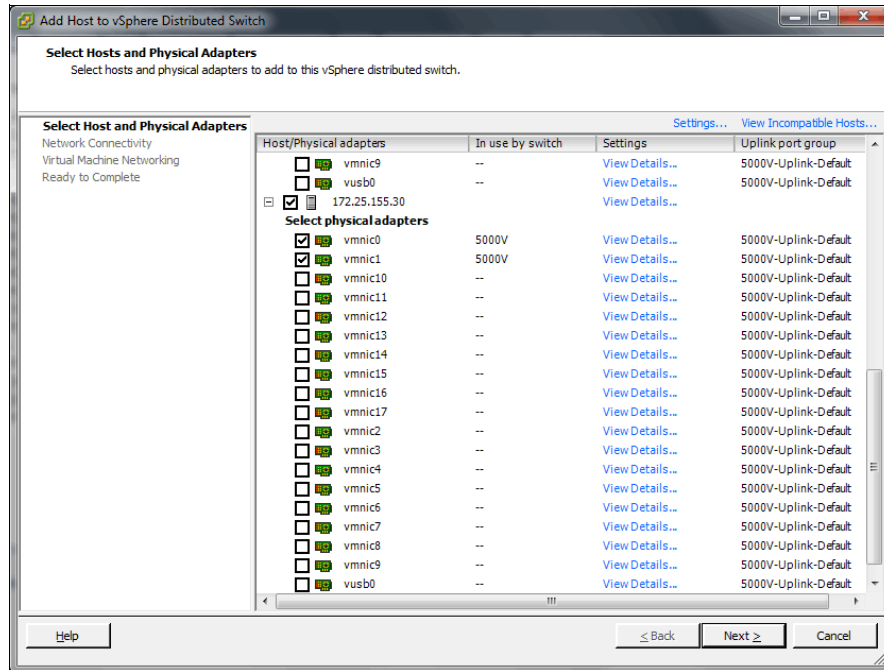 Add Host to vSphere Distributed Switch
Select Hosts and Physical Adapters
Select hosts and physical adapters to add to this vSphere distributed switch.
Select Host and Physical Adapters
Network Connectivity
Virtual Machine Networking
Ready to Complete
Settings... View Incompatible Hosts...
Host/Physical adapters In use by switch Settings Uplink port group
vmnic9 -- View Details... 5000V-Uplink-Default
vusb0 -- View Details... 5000V-Uplink-Default
172.25.155.30 View Details...
Select physical adapters
vmnic0 5000V View Details... 5000V-Uplink-Default
vmnic1 5000V View Details... 5000V-Uplink-Default
vmnic10 -- View Details... 5000V-Uplink-Default
vmnic11 -- View Details... 5000V-Uplink-Default
vmnic12 -- View Details... 5000V-Uplink-Default
vmnic13 -- View Details... 5000V-Uplink-Default
vmnic14 -- View Details... 5000V-Uplink-Default
vmnic15 -- View Details... 5000V-Uplink-Default
vmnic16 -- View Details... 5000V-Uplink-Default
vmnic17 -- View Details... 5000V-Uplink-Default
vmnic2 -- View Details... 5000V-Uplink-Default
vmnic3 -- View Details... 5000V-Uplink-Default
vmnic4 -- View Details... 5000V-Uplink-Default
vmnic5 -- View Details... 5000V-Uplink-Default
vmnic6 -- View Details... 5000V-Uplink-Default
vmnic7 -- View Details... 5000V-Uplink-Default
vmnic8 -- View Details... 5000V-Uplink-Default
vmnic9 -- View Details... 5000V-Uplink-Default
vusb0 -- View Details... 5000V-Uplink-Default
Help < Back Next > Cancel